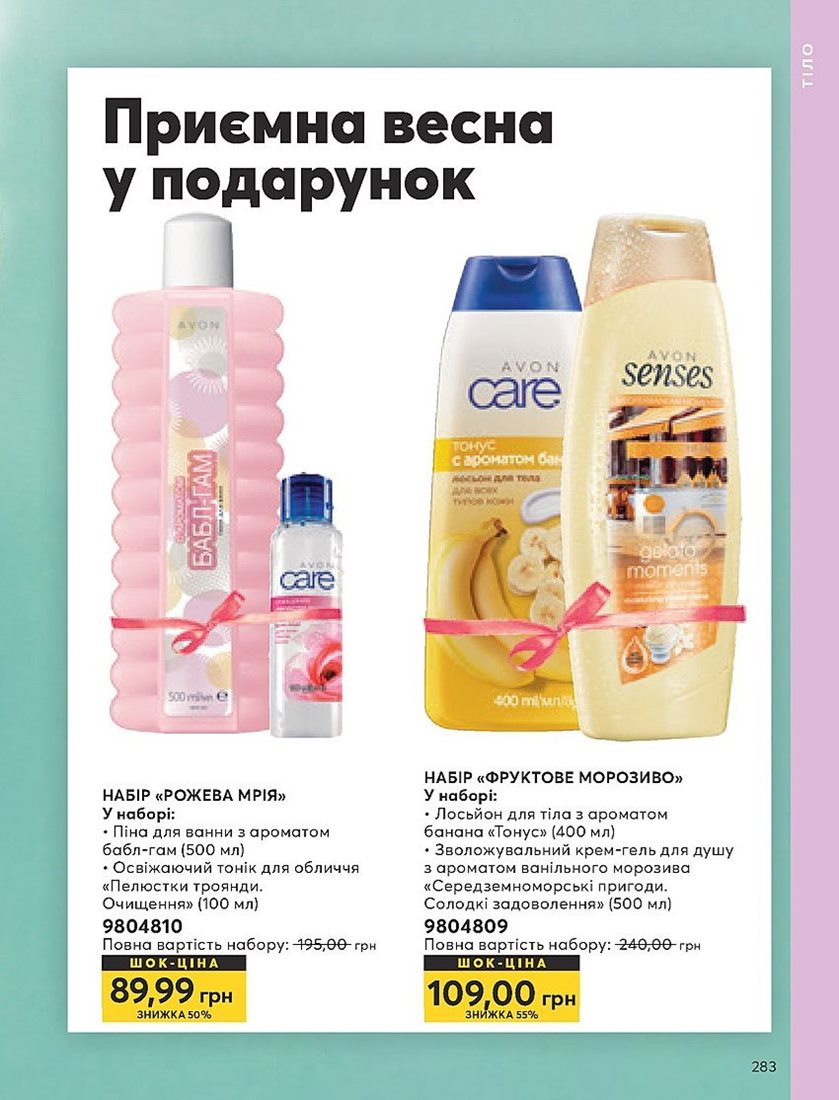 ТІЛО
Приємна весна
у подарунок
AVON
БАБЛ-ГАМ
500 ml/мл
AVON
care
AVON
care
ТОНУС
с ароматом бан
лосьон для тела
для всех
типов кожи
400 ml/мл/
AVON
senses
gelato
moments
НАБІР «РОЖЕВА МРІЯ»
У наборі:
• Піна для ванни з ароматом
бабл-гам (500 мл)
• Освіжаючий тонік для обличчя
«Пелюстки троянди.
Очищення» (100 мл)
9804810
Повна вартість набору: 195,00 грн
ШОК-ЦІНА
89,99 грн
ЗНИЖКА 50%
НАБІР «ФРУКТОВЕ МОРОЗИВО»
У наборі:
• Лосьйон для тіла з ароматом
банана «Тонус» (400 мл)
• Зволожувальний крем-гель для душу
з ароматом ванільного морозива
«Середземноморські пригоди.
Солодкі задоволення» (500 мл)
9804809
Повна вартість набору: 240,00 грн
ШОК-ЦІНА
109,00 грн
ЗНИЖКА 55%
283